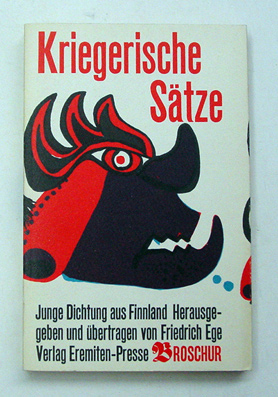 Kriegerische
Sätze
Junge Dichtung aus Finnland Herausge-
geben und übertragen von Friedrich Ege
Verlag Eremiten-Presse BROSCHUR